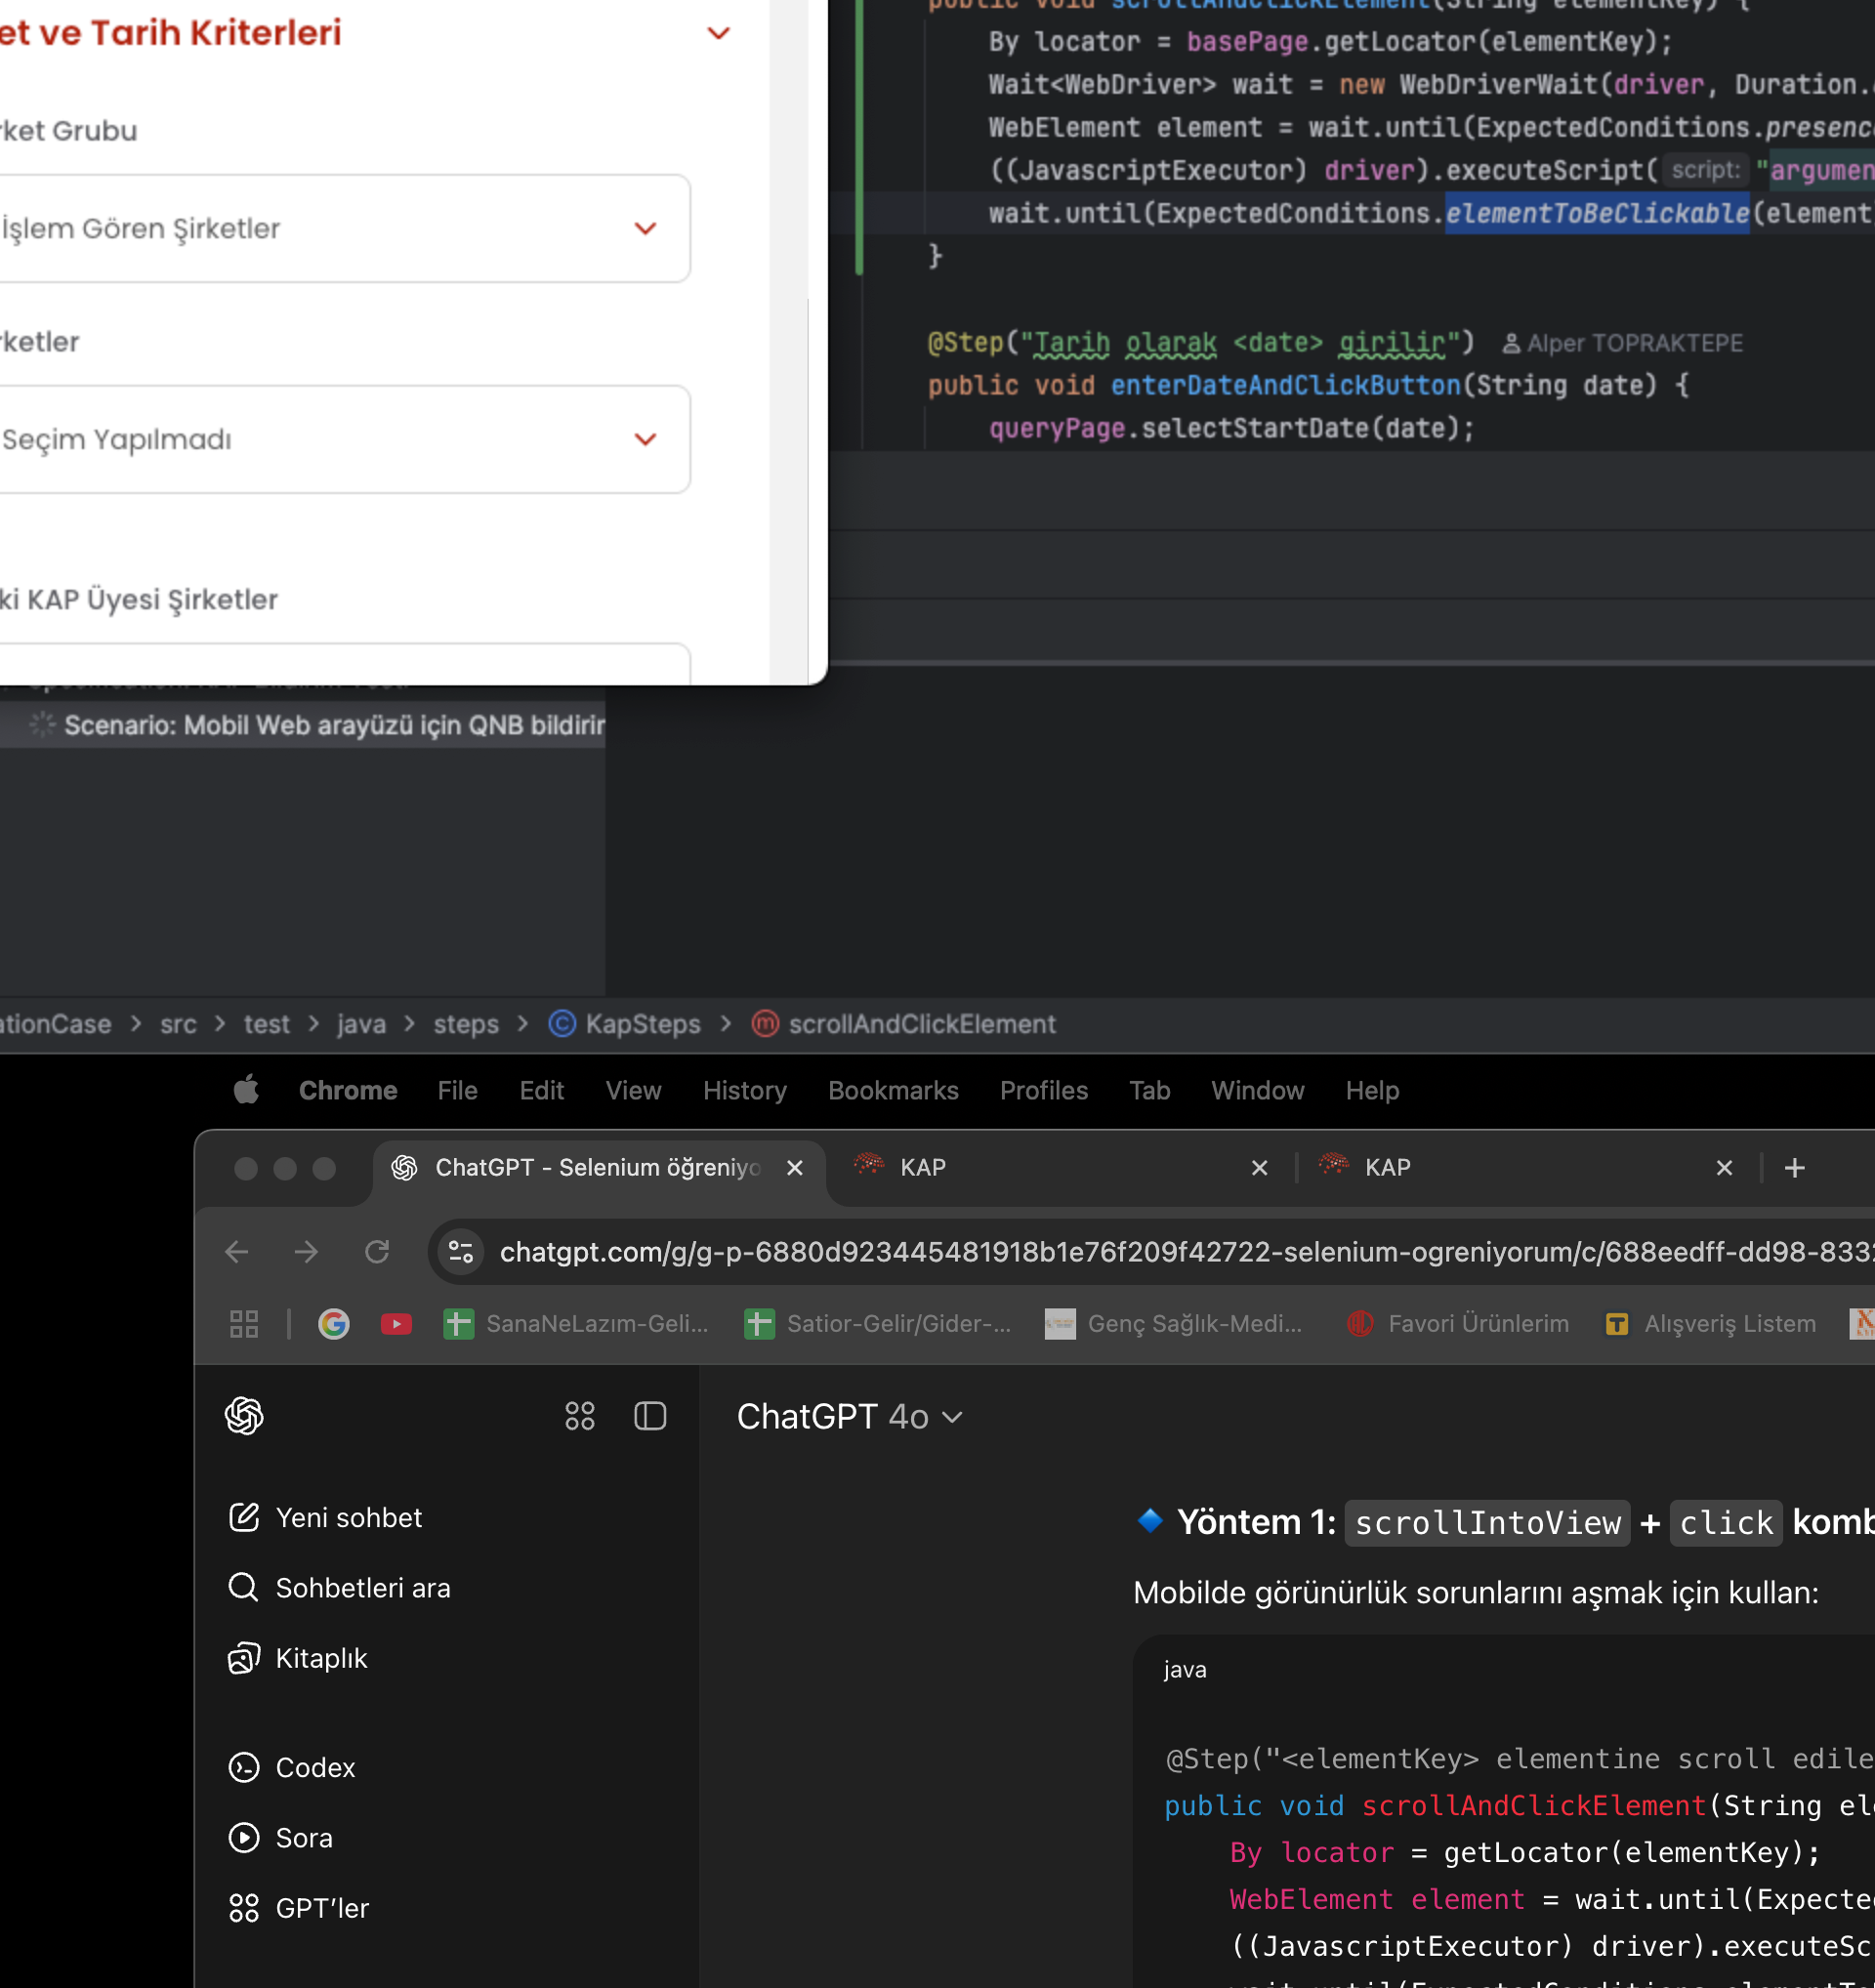 et ve Tarih Kriterleri
rket Grubu
İşlem Gören Şirketler
rketler
Seçim Yapılmadı
ki KAP Üyesi Şirketler
public void scrollAndClickElement(String elementKey) {
By locator = basePage.getLocator(elementKey);
Wait<WebDriver> wait = new WebDriverWait(driver, Duration.
WebElement element = wait.until(ExpectedConditions.presenc
((JavascriptExecutor) driver).executeScript( script: "argumen
wait.until(ExpectedConditions.elementToBeClickable(element
}
@Step("Tarih olarak <date> girilir") Alper TOPRAKTEPE
public void enterDateAndClickButton(String date) {
queryPage.selectStartDate(date);
Scenario: Mobil Web arayüzü için QNB bildirir
ationCase > src > test > java > steps > KapSteps > scrollAndClickElement
Chrome File Edit View History Bookmarks Profiles Tab Window Help
ChatGPT - Selenium öğreniyo KAP KAP
chatgpt.com/g/g-p-6880d923445481918b1e76f209f42722-selenium-ogreniyorum/c/688eedff-dd98-833
SanaNeLazım-Geli... Satior-Gelir/Gider-... Genç Sağlık-Medi... Favori Ürünlerim Alışveriş Listem
ChatGPT 4o
Yeni sohbet
Sohbetleri ara
Kitaplık
Codex
Sora
GPT'ler
Yöntem 1: scrollIntoView + click komb
Mobilde görünürlük sorunlarını aşmak için kullan:
java
@Step("<elementKey> elementine scroll edile
public void scrollAndClickElement(String ele
By locator = getLocator(elementKey);
WebElement element = wait.until(Expected
((JavascriptExecutor) driver).executeSc